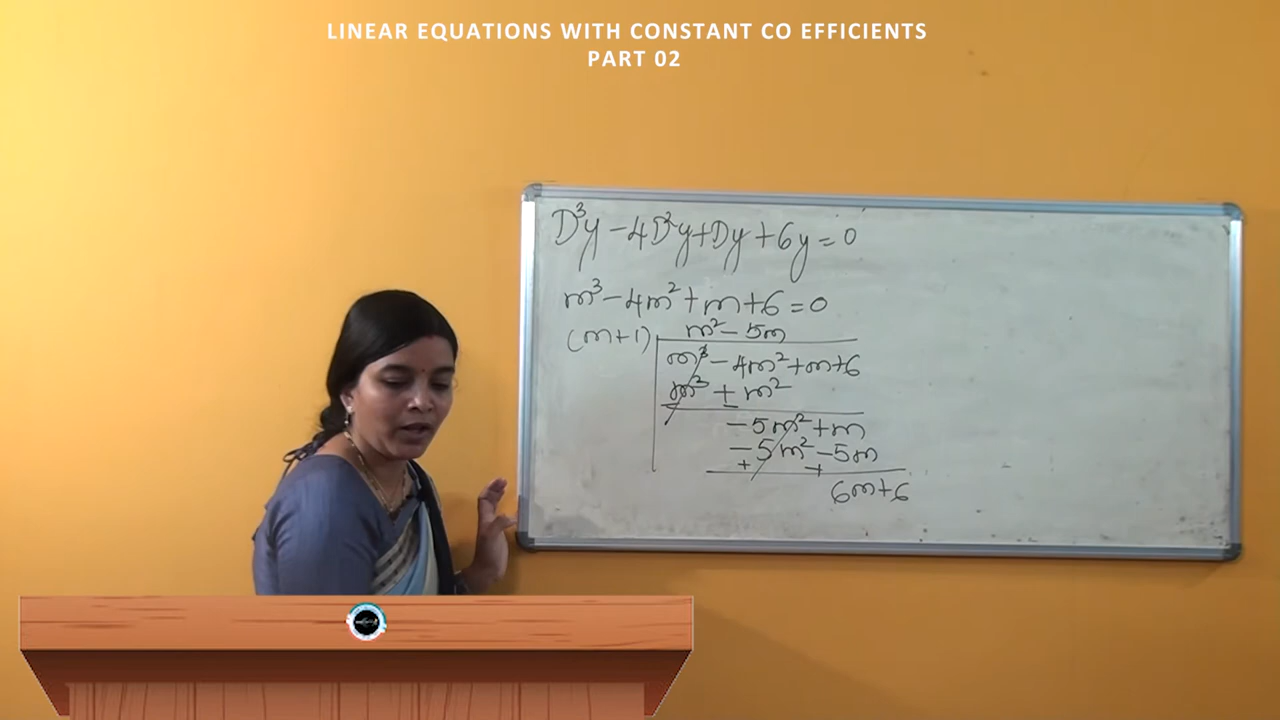 LINEAR EQUATIONS WITH CONSTANT CO EFFICIENTS
PART 02
D³y - 4D²y + Dy + 6y = 0
m³ - 4m² + m + 6 = 0
m² - 5m
(m+1) m³ - 4m² + m + 6
m³ + m²
-
-5m² + m
-5m² - 5m
+ +
6m + 6